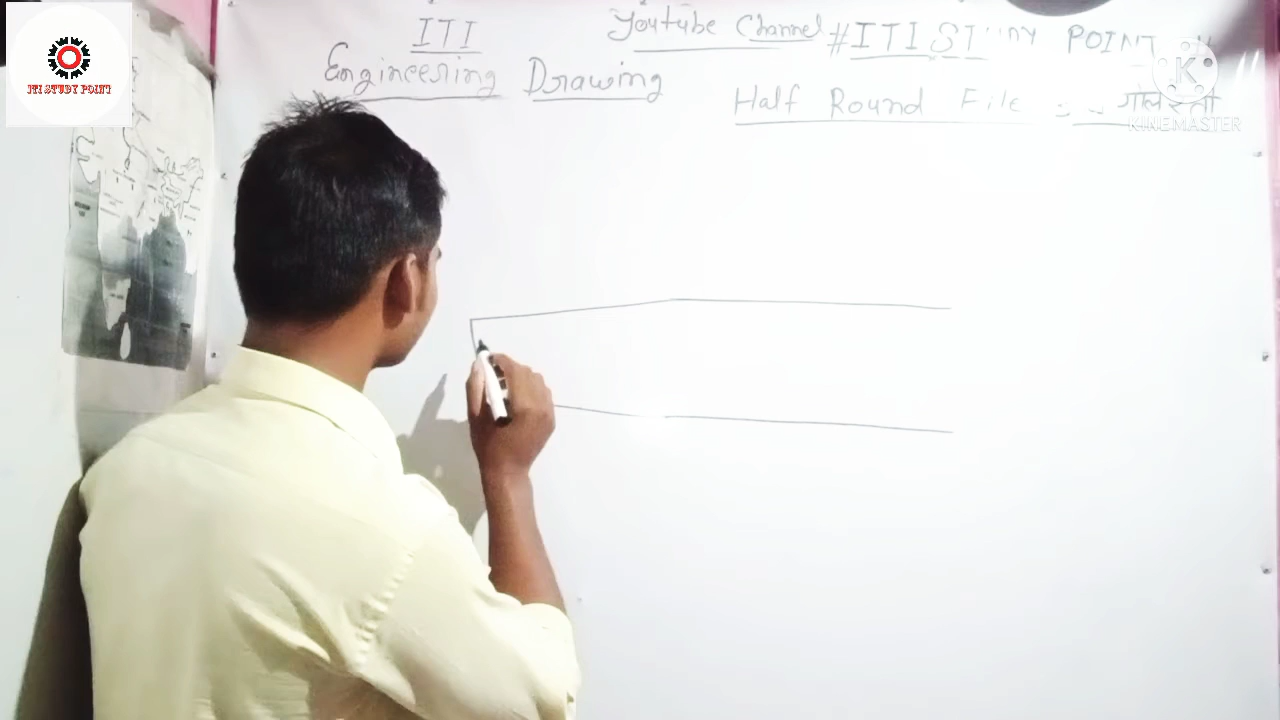 ITI STUDY POINT
ITI
Engineering Drawing
Youtube Channel #ITI STUDY POINT
Half Round File :-
KINEMASTER